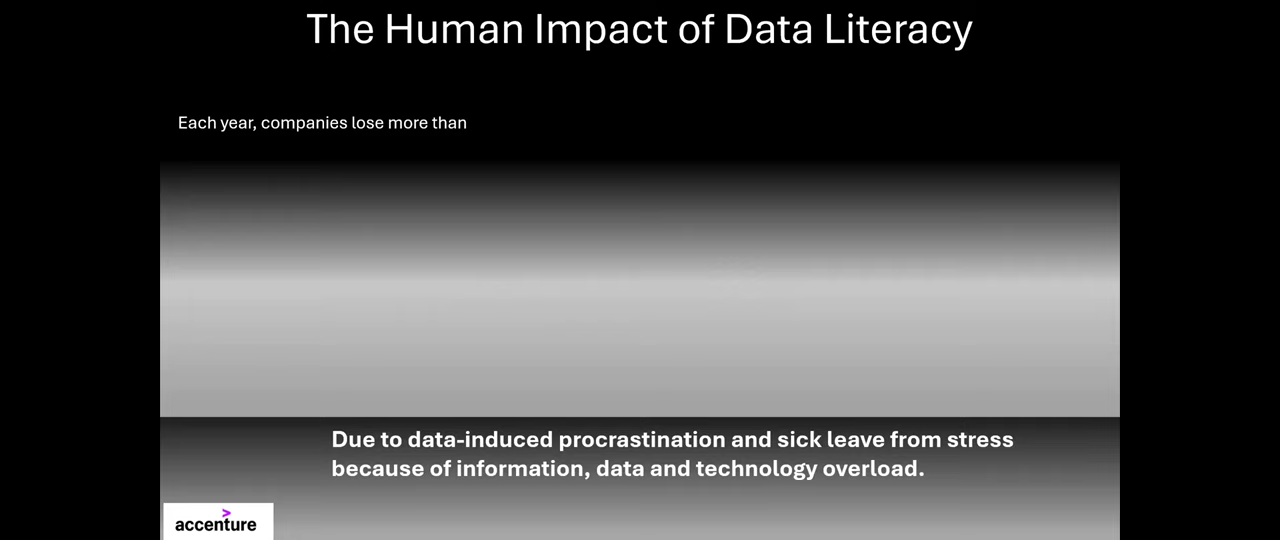 The Human Impact of Data Literacy
Each year, companies lose more than
Due to data-induced procrastination and sick leave from stress
because of information, data and technology overload.
accenture